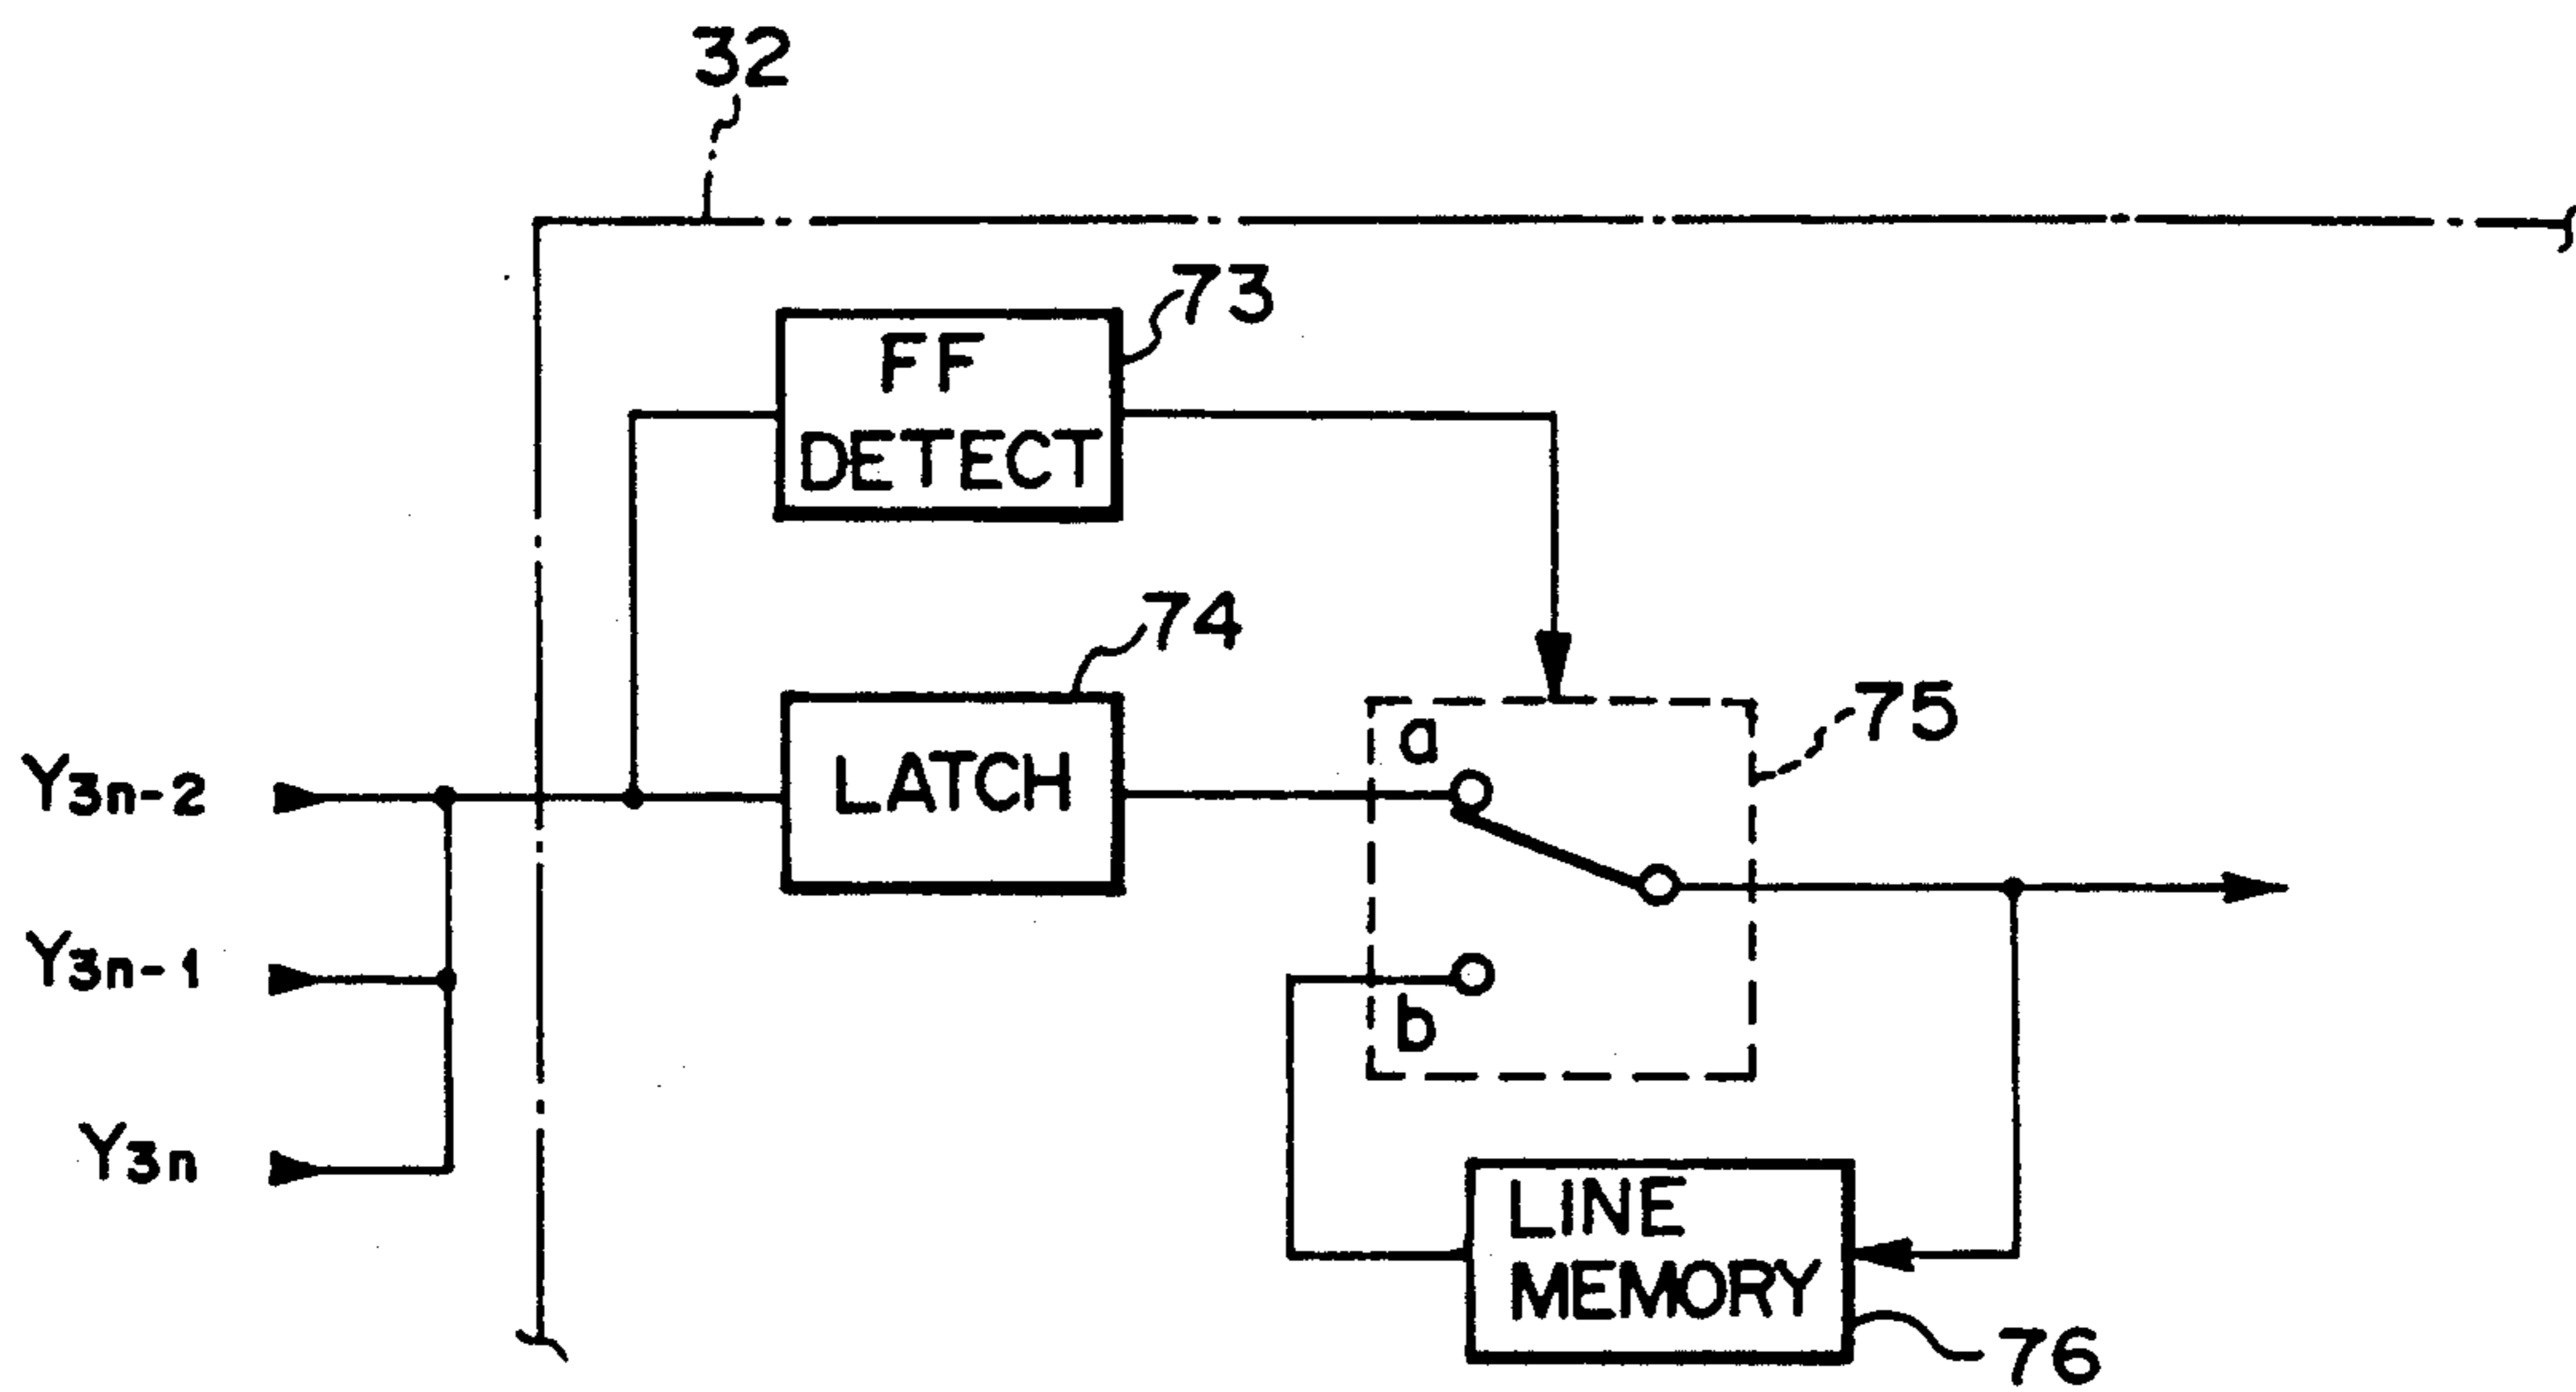 32
73
FF
DETECT
74
LATCH
75
a
b
Y3n-2
Y3n-1
Y3n
LINE
MEMORY
76